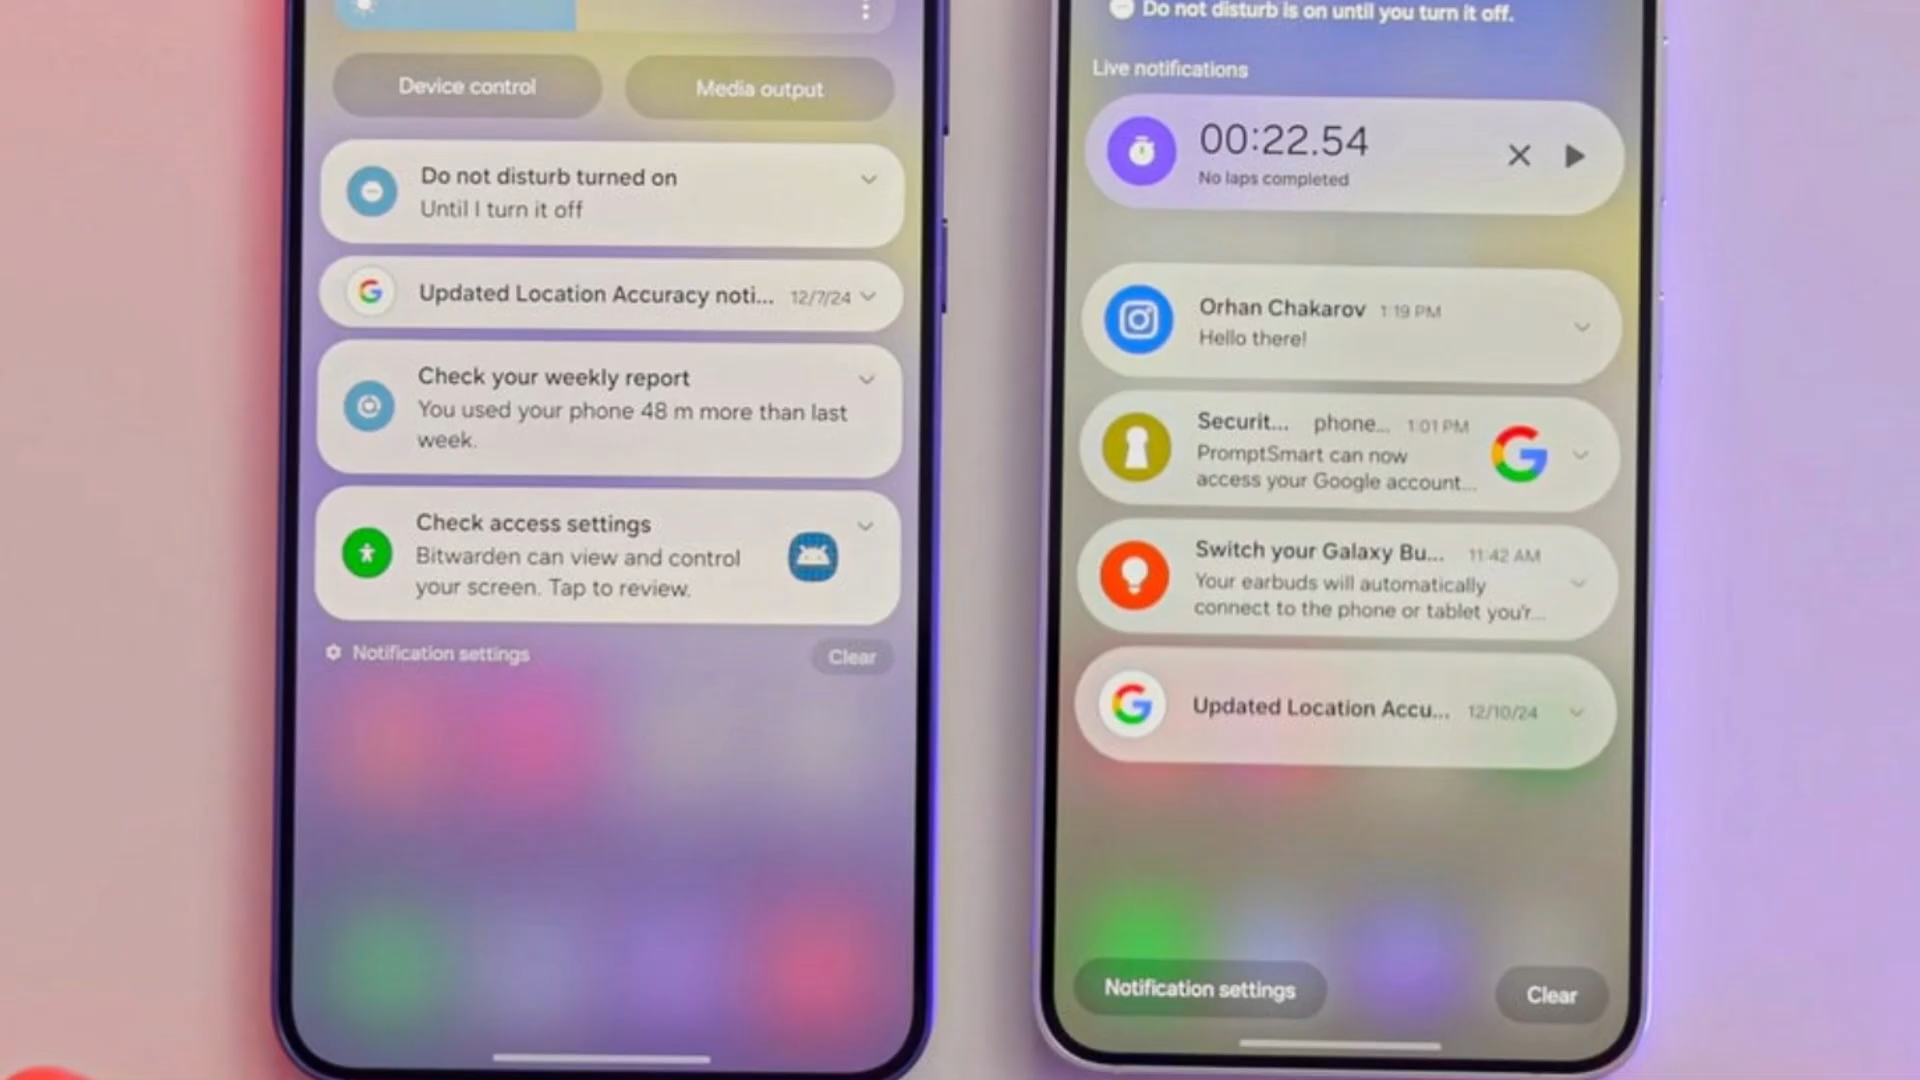 Device control
Media output
Do not disturb turned on
Until I turn it off
Updated Location Accuracy noti... 12/7/24
Check your weekly report
You used your phone 48 m more than last
week.
Check access settings
Bitwarden can view and control
your screen. Tap to review.
Notification settings
Clear
Do not disturb is on until you turn it off.
Live notifications
00:22.54
No laps completed
Orhan Chakarov 1:19 PM
Hello there!
Securit... phone... 1:01 PM
PromptSmart can now
access your Google account...
Switch your Galaxy Bu... 11:42 AM
Your earbuds will automatically
connect to the phone or tablet you'r...
Updated Location Accu... 12/10/24
Notification settings
Clear